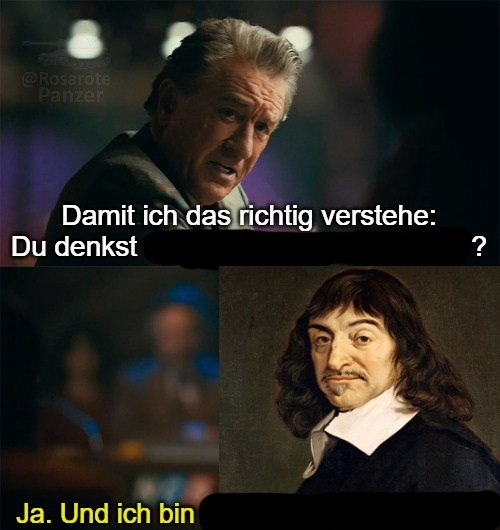 @Rosarote
Panzer
Damit ich das richtig verstehe:
Du denkst ?
Ja. Und ich bin